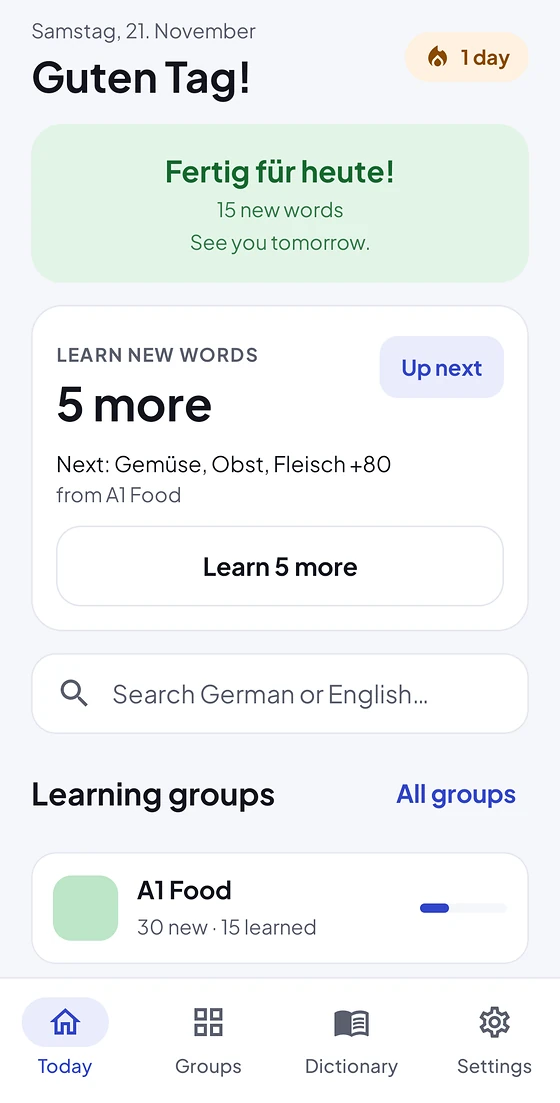 Samstag, 21. November
Guten Tag!
1 day
Fertig für heute!
15 new words
See you tomorrow.
LEARN NEW WORDS
5 more
Up next
Next: Gemüse, Obst, Fleisch +80
from A1 Food
Learn 5 more
Search German or English...
Learning groups
All groups
A1 Food
30 new · 15 learned
Today
Groups
Dictionary
Settings